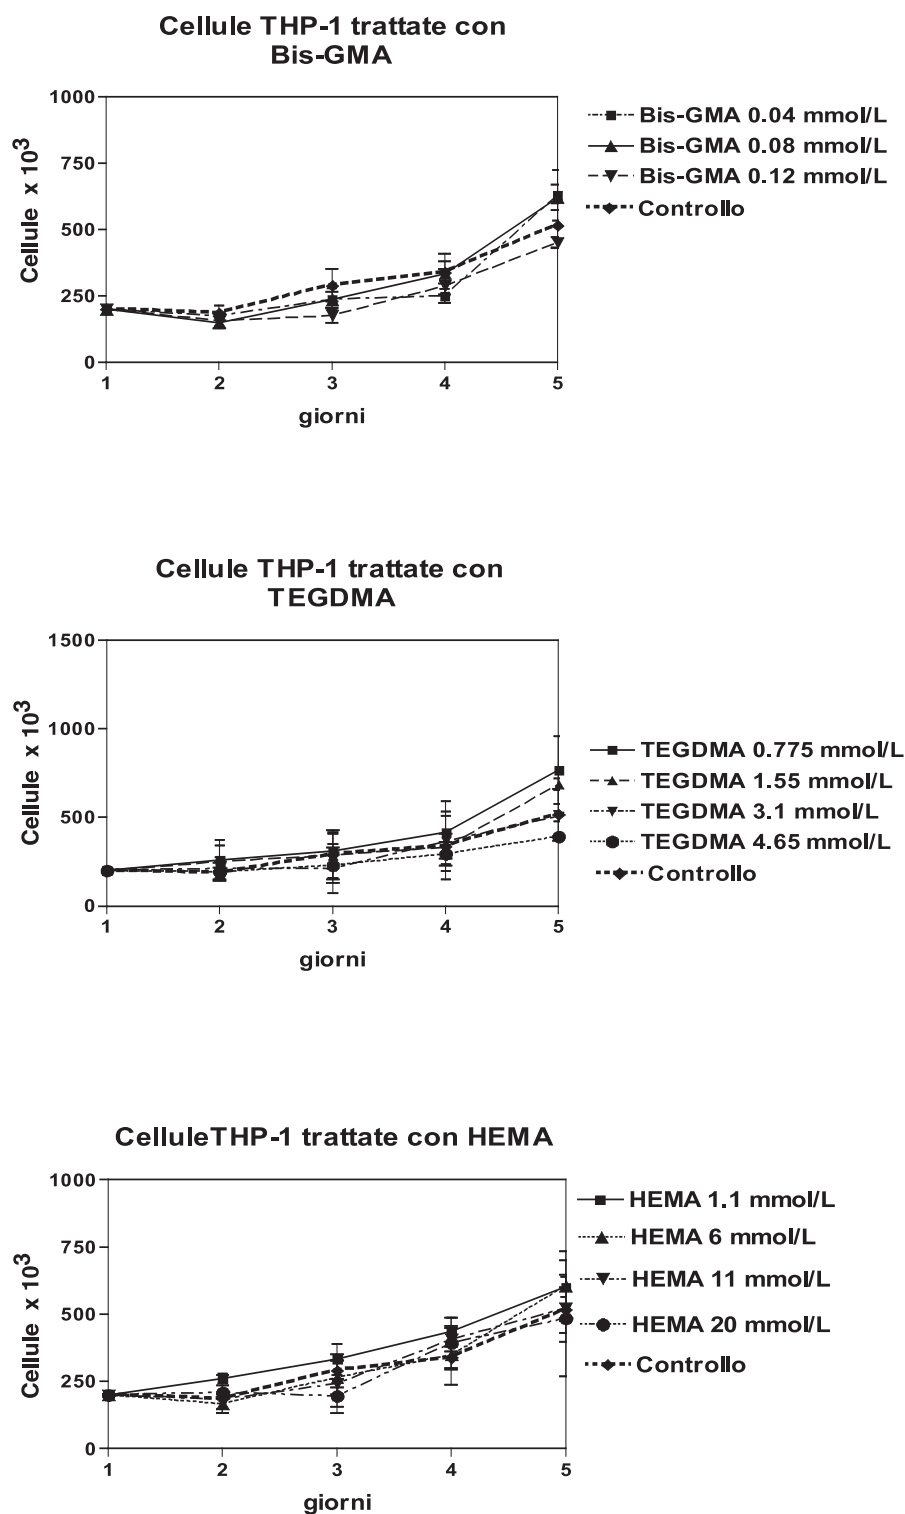 Cellule THP-1 trattate con
Bis-GMA
1000
750
500
250
0
Cellule x 10³
1 2 3 4 5
giorni
Bis-GMA 0.04 mmol/L
Bis-GMA 0.08 mmol/L
Bis-GMA 0.12 mmol/L
Controllo
Cellule THP-1 trattate con
TEGDMA
1500
1000
500
0
Cellule x 10³
1 2 3 4 5
giorni
TEGDMA 0.775 mmol/L
TEGDMA 1.55 mmol/L
TEGDMA 3.1 mmol/L
TEGDMA 4.65 mmol/L
Controllo
CelluleTHP-1 trattate con HEMA
1000
750
500
250
0
Cellule x 10³
1 2 3 4 5
giorni
HEMA 1.1 mmol/L
HEMA 6 mmol/L
HEMA 11 mmol/L
HEMA 20 mmol/L
Controllo